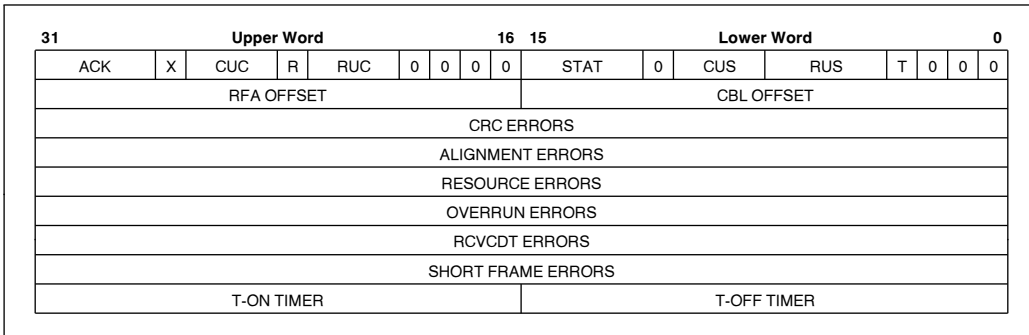 31 Upper Word 16 15 Lower Word 0
ACK X CUC R RUC 0 0 0 0 STAT 0 CUS RUS T 0 0 0
RFA OFFSET CBL OFFSET
CRC ERRORS
ALIGNMENT ERRORS
RESOURCE ERRORS
OVERRUN ERRORS
RCVCDT ERRORS
SHORT FRAME ERRORS
T-ON TIMER T-OFF TIMER